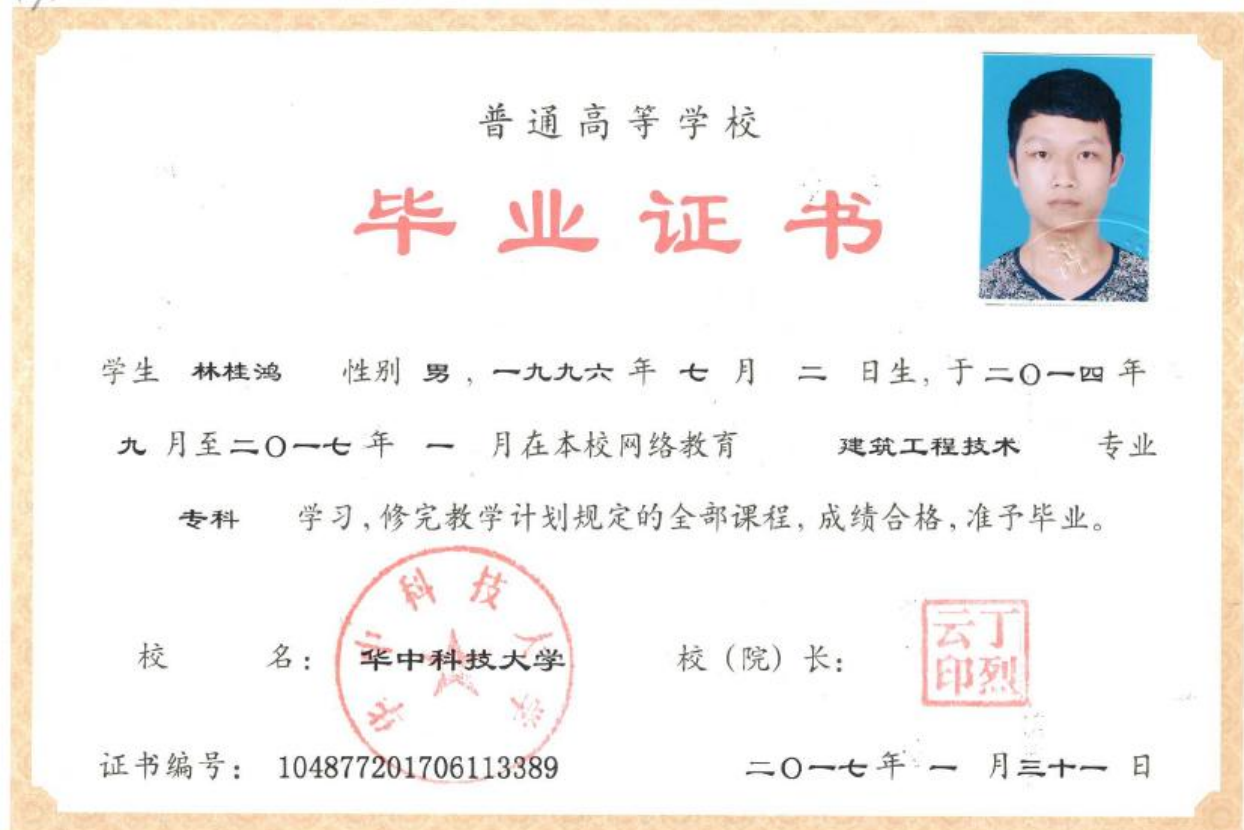 普通高等学校
毕业证书
学生 林桂鸿 性别 男，一九九六 年 七 月 二 日生，于二〇一四 年
九 月至二〇一七 年 一 月在本校网络教育 建筑工程技术 专业
专科 学习，修完教学计划规定的全部课程，成绩合格，准予毕业。
华中科技大学
校 名： 华中科技大学 校（院）长：
丁烈云印
证书编号： 104877201706113389 二〇一七 年 一 月三十一 日